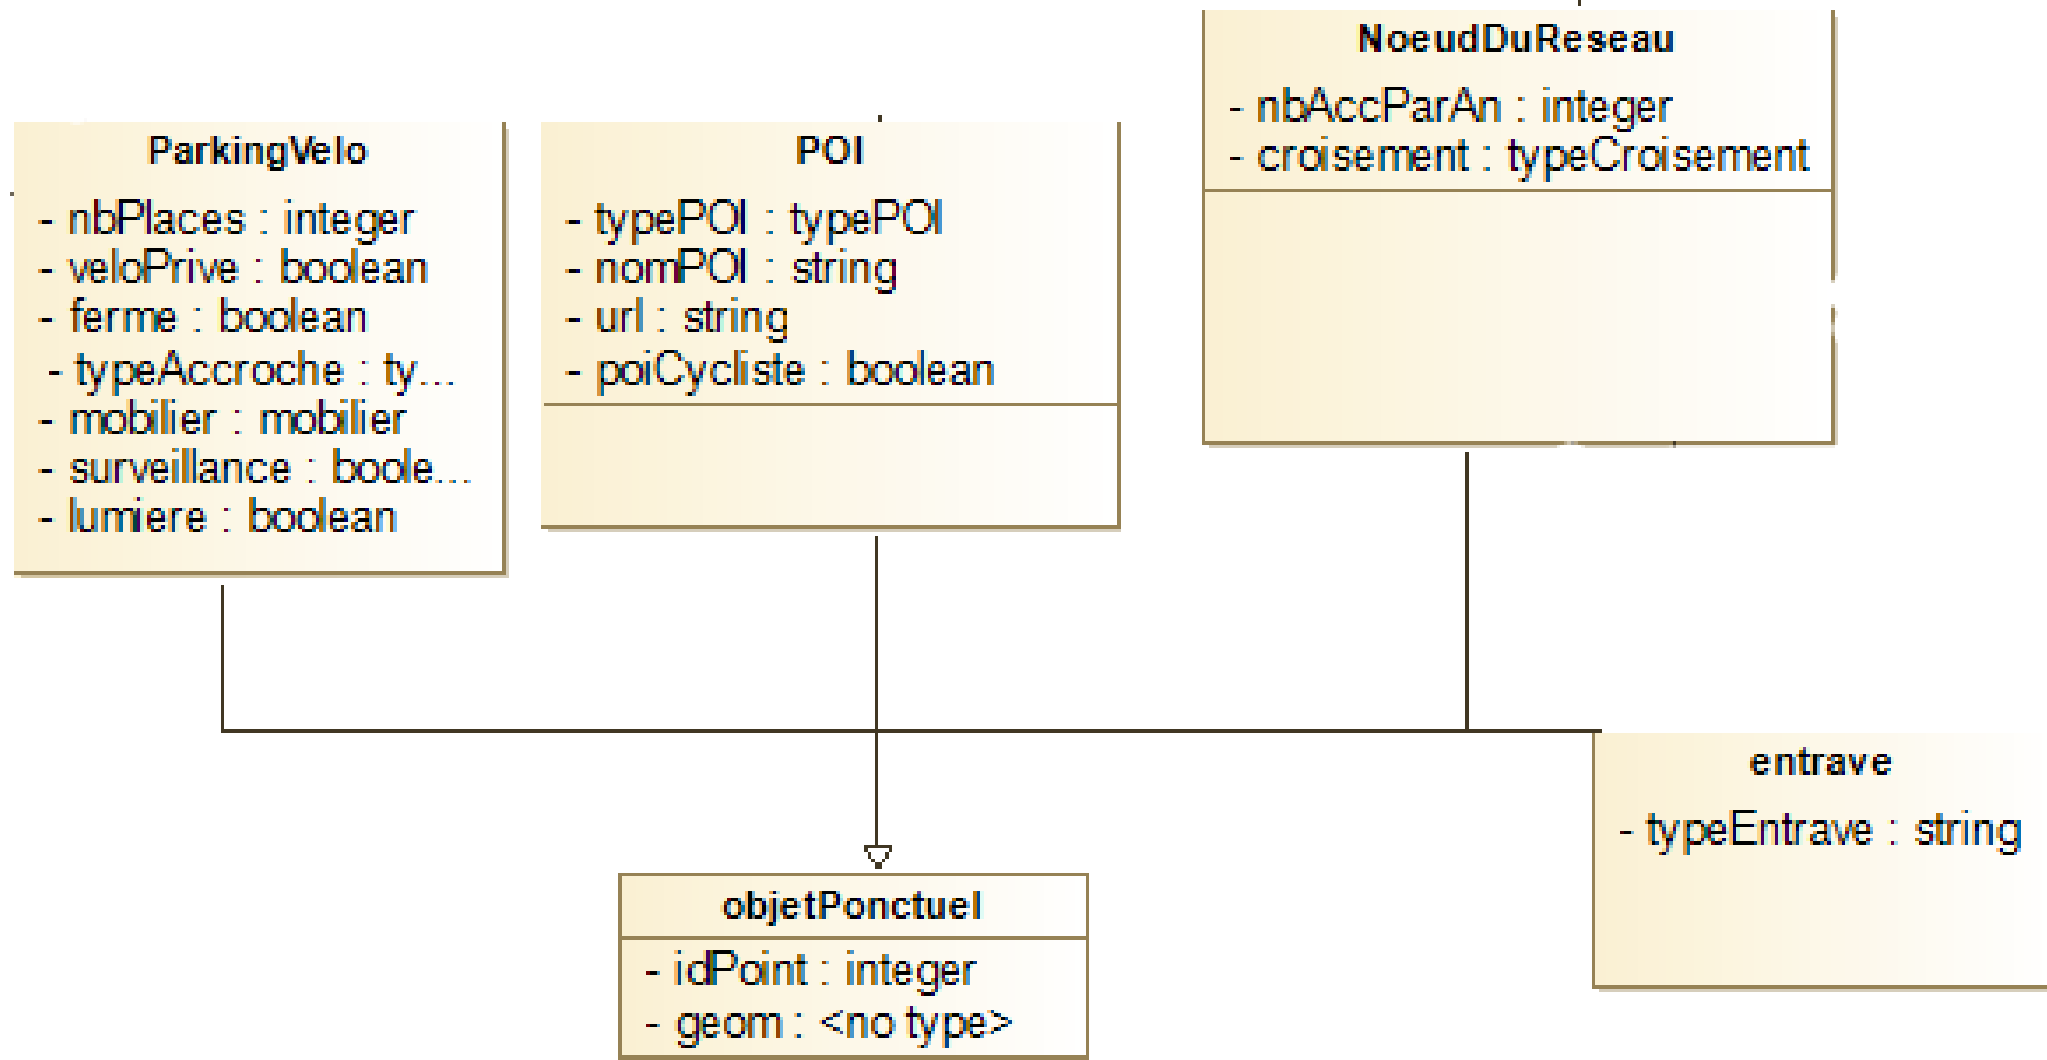 NoeudDuReseau
- nbAccParAn : integer
- croisement : typeCroisement
ParkingVelo
- nbPlaces : integer
- veloPrive : boolean
- ferme : boolean
- typeAccroche : ty...
- mobilier : mobilier
- surveillance : boole...
- lumiere : boolean
POI
- typePOI : typePOI
- nomPOI : string
- url : string
- poiCycliste : boolean
entrave
- typeEntrave : string
objetPonctuel
- idPoint : integer
- geom : <no type>